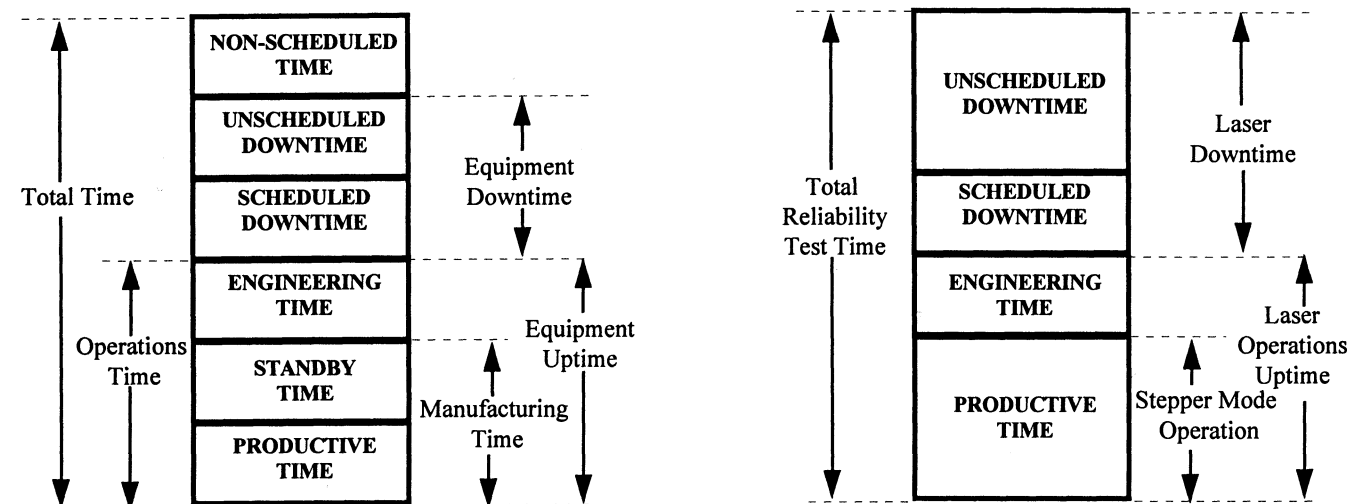 NON-SCHEDULED
TIME
UNSCHEDULED
DOWNTIME
SCHEDULED
DOWNTIME
ENGINEERING
TIME
STANDBY
TIME
PRODUCTIVE
TIME
Total Time
Operations
Time
Equipment
Downtime
Equipment
Uptime
Manufacturing
Time
Total
Reliability
Test Time
UNSCHEDULED
DOWNTIME
SCHEDULED
DOWNTIME
ENGINEERING
TIME
PRODUCTIVE
TIME
Laser
Downtime
Laser
Operations
Uptime
Stepper Mode
Operation